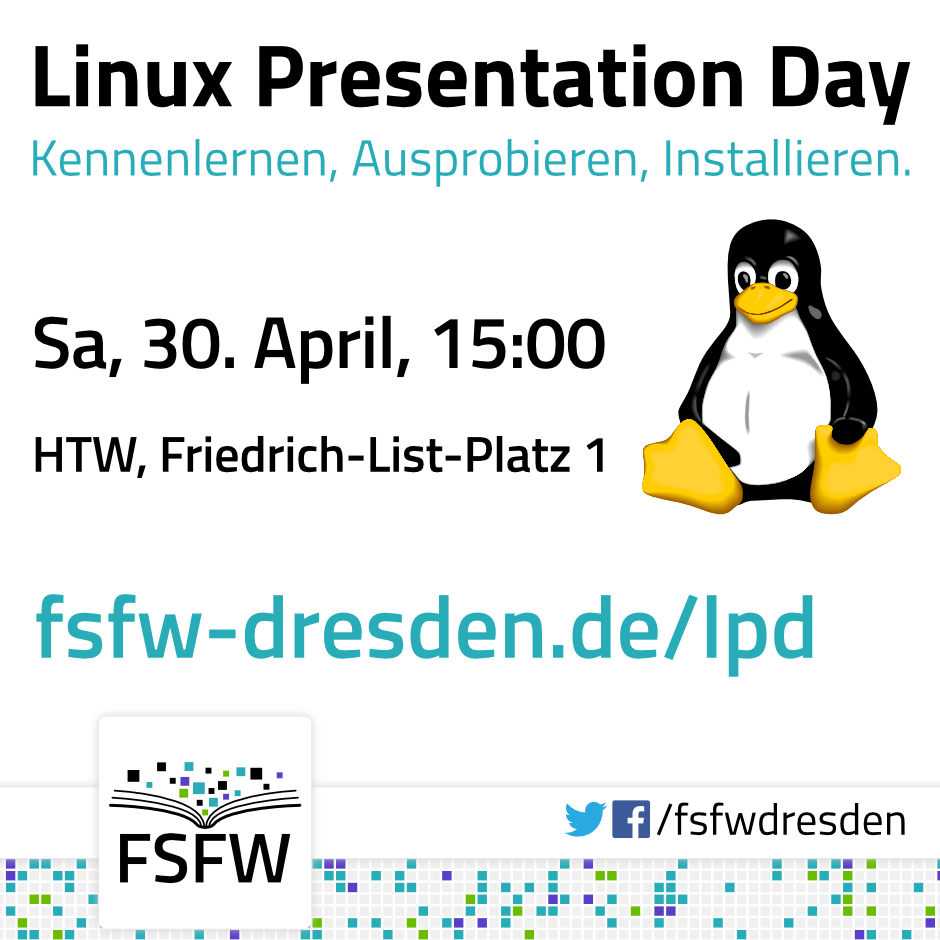 Linux Presentation Day
Kennenlernen, Ausprobieren, Installieren.
Sa, 30. April, 15:00
HTW, Friedrich-List-Platz 1
fsfw-dresden.de/lpd
FSFW
/fsfwdresden